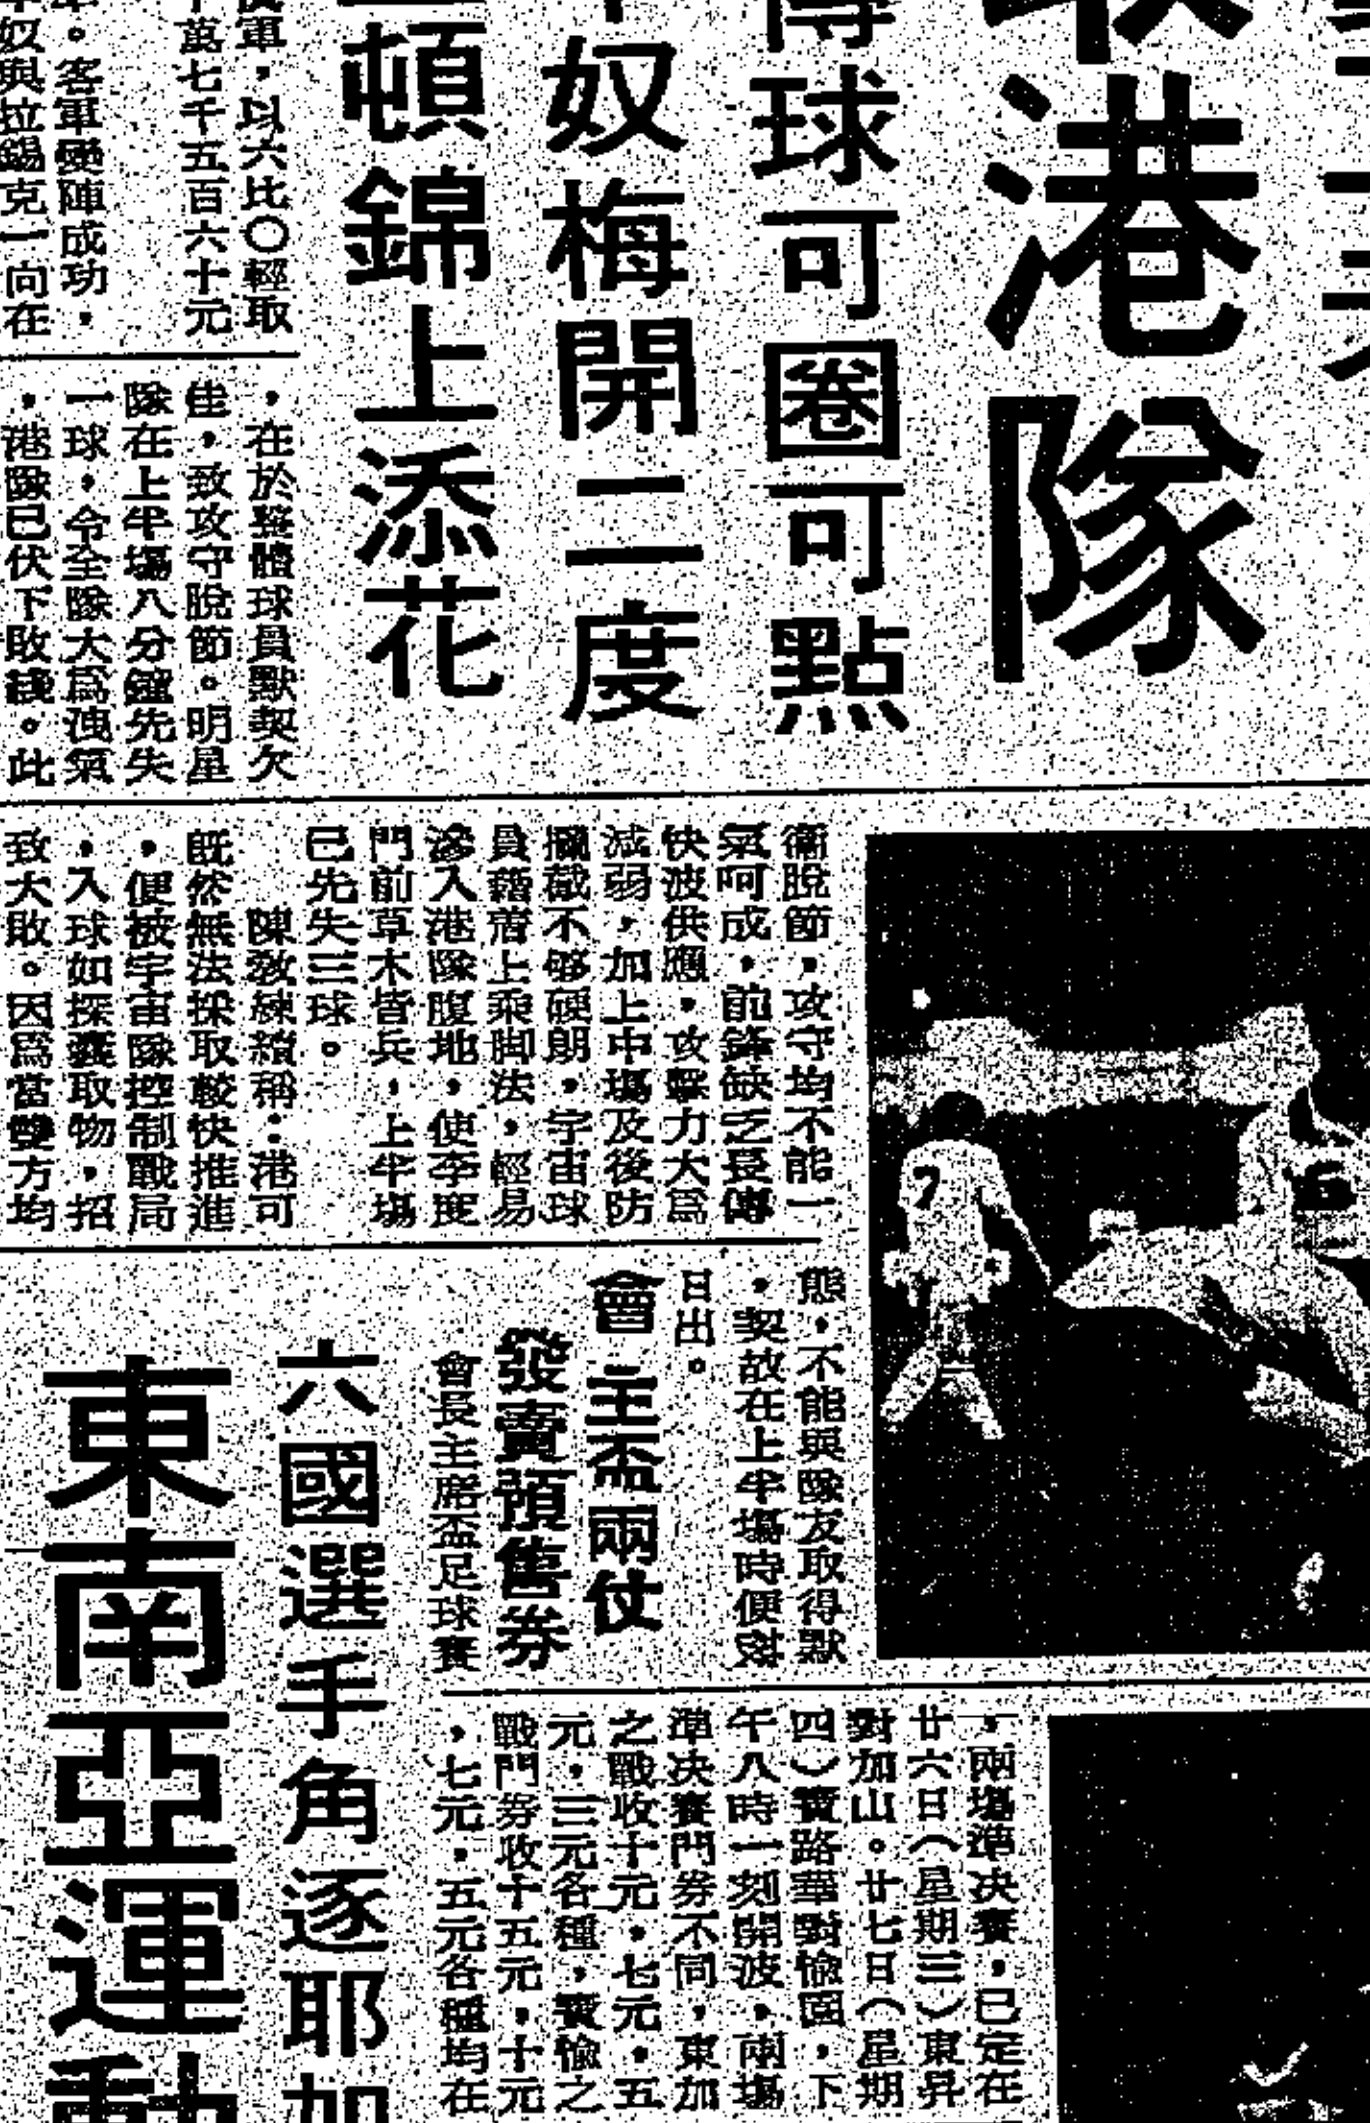 港隊
球可圈可點
奴梅開二度
頓錦上添花
軍，以六比〇輕取
萬七千五百六十元
。客軍變陣成功，
奴與拉錫克一向在
，在於整體球員默契欠
佳，致攻守脫節。明星
隊在上半場八分鐘先失
一球，令全隊大為洩氣
，港隊已伏下敗綫。此
衞脫節，攻守均不能一
氣呵成，前鋒缺乏長傳
快波供應，攻擊力大為
減弱，加上中場及後防
攔截不够硬朗，宇宙球
員藉着上乘脚法，輕易
滲入港隊腹地，使李度
門前草木皆兵，上半場
已先失三球。
陳教練續稱：港可
既然無法採取較快推進
，便被宇宙隊控制戰局
，入球如探囊取物，招
致大敗。因為當雙方均
7
熊，不能與隊友取得默
，契故在上半場時便
日出。
會主盃兩仗
發賣預售券
會長主席盃足球賽
，兩場準决賽，已定在
廿六日（星期三）東昇
對加山。廿七日（星期
四）寶路華對愉園，下
午八時一刻開波，兩場
準决賽門券不同，東加
之戰收十元，七元，五
元，三元各種，寶愉之
戰門券收十五元，十元
，七元，五元各種均在
六國選手角逐耶加
東南亞運動